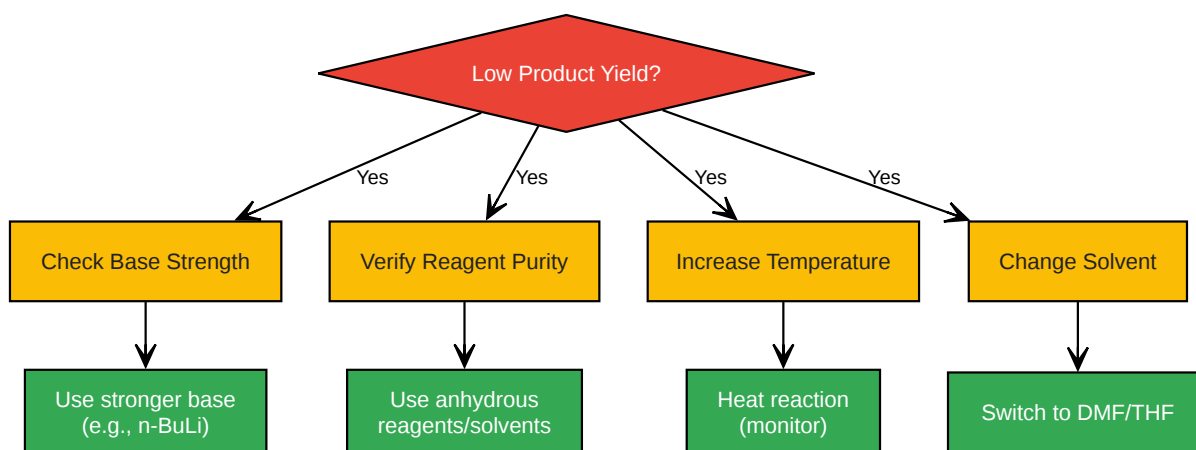 Low Product Yield?
Yes
Yes
Yes
Yes
Check Base Strength
Verify Reagent Purity
Increase Temperature
Change Solvent
Use stronger base
(e.g., n-BuLi)
Use anhydrous
reagents/solvents
Heat reaction
(monitor)
Switch to DMF/THF